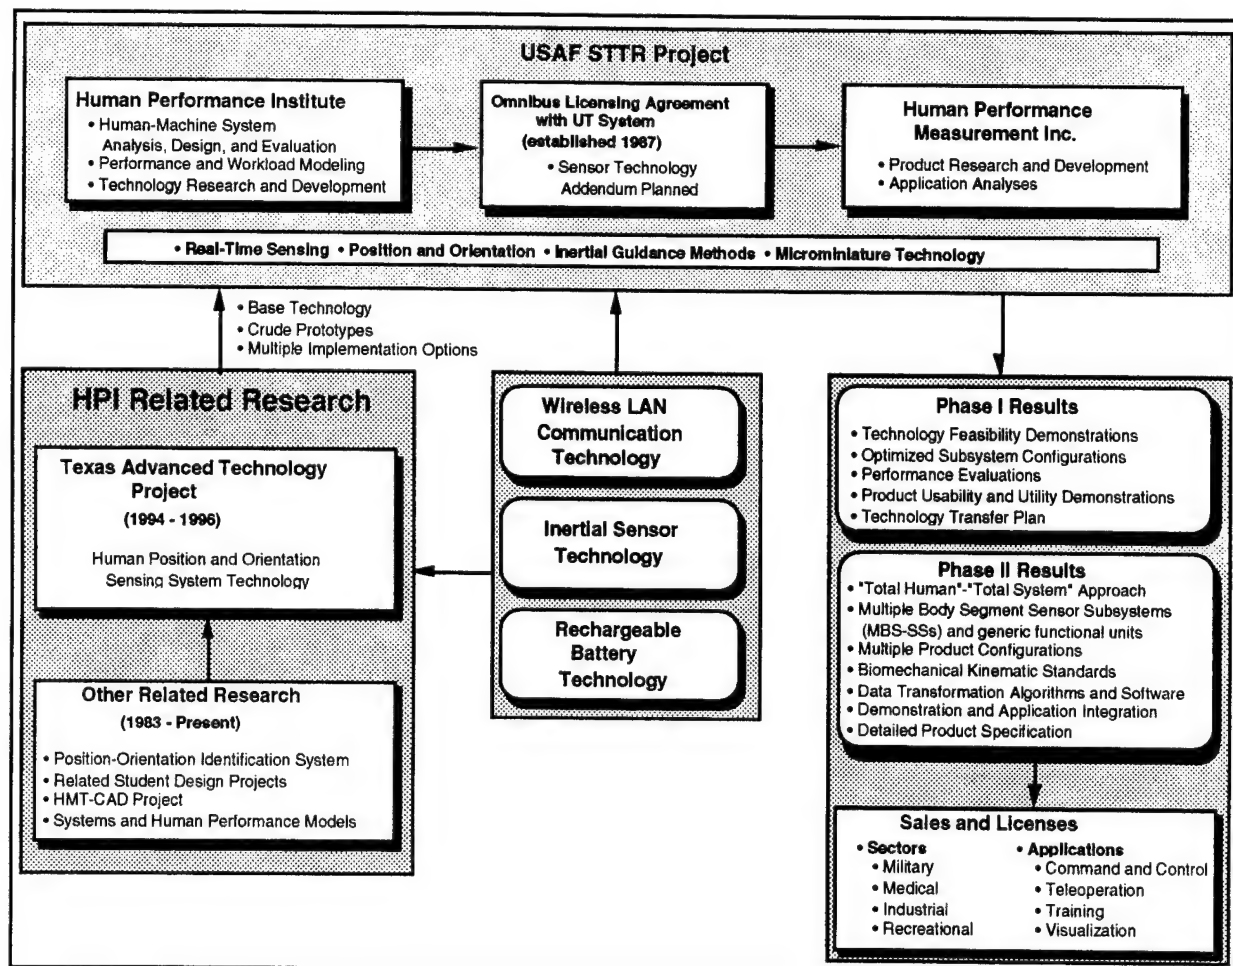 USAF STTR Project
Human Performance Institute
• Human-Machine System
Analysis, Design, and Evaluation
• Performance and Workload Modeling
• Technology Research and Development
Omnibus Licensing Agreement
with UT System
(established 1987)
• Sensor Technology
Addendum Planned
Human Performance
Measurement Inc.
• Product Research and Development
• Application Analyses
• Real-Time Sensing • Position and Orientation • Inertial Guidance Methods • Microminiature Technology
• Base Technology
• Crude Prototypes
• Multiple Implementation Options
HPI Related Research
Texas Advanced Technology
Project
(1994 - 1996)
Human Position and Orientation
Sensing System Technology
Other Related Research
(1983 - Present)
• Position-Orientation Identification System
• Related Student Design Projects
• HMT-CAD Project
• Systems and Human Performance Models
Wireless LAN
Communication
Technology
Inertial Sensor
Technology
Rechargeable
Battery
Technology
Phase I Results
• Technology Feasibility Demonstrations
• Optimized Subsystem Configurations
• Performance Evaluations
• Product Usability and Utility Demonstrations
• Technology Transfer Plan
Phase II Results
• "Total Human"-"Total System" Approach
• Multiple Body Segment Sensor Subsystems
(MBS-SSs) and generic functional units
• Multiple Product Configurations
• Biomechanical Kinematic Standards
• Data Transformation Algorithms and Software
• Demonstration and Application Integration
• Detailed Product Specification
Sales and Licenses
• Sectors
• Military
• Medical
• Industrial
• Recreational
• Applications
• Command and Control
• Teleoperation
• Training
• Visualization